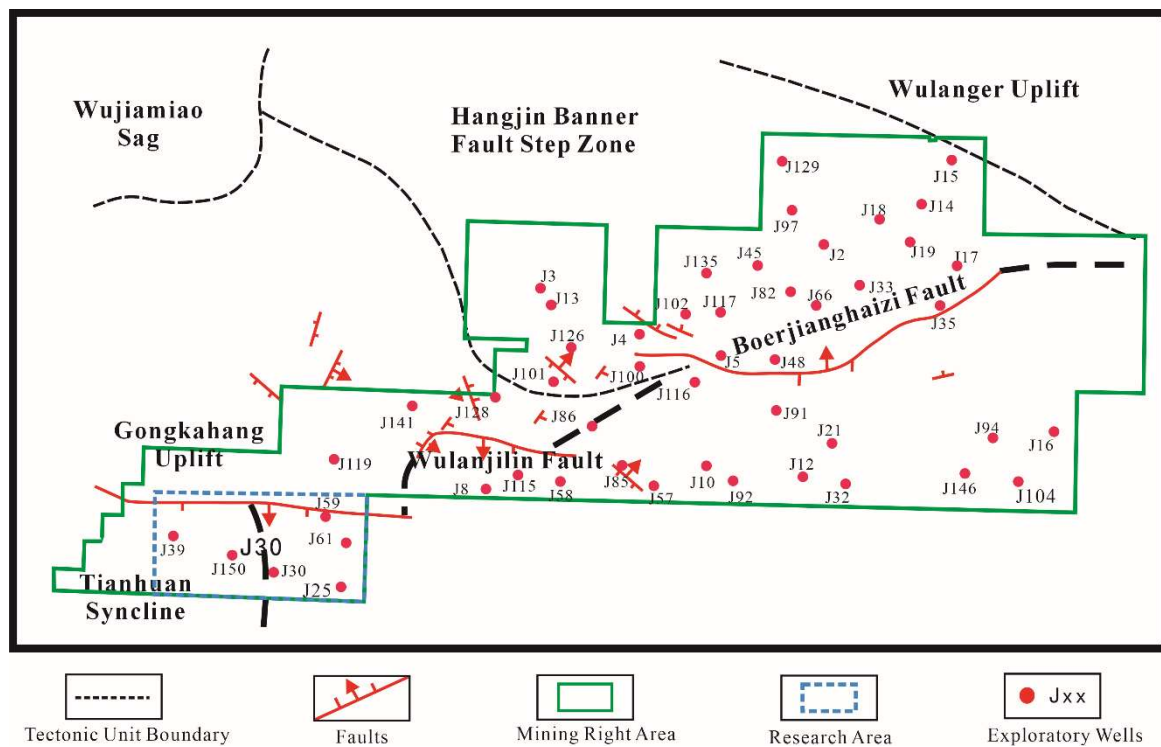 Wulanger Uplift
Wujiamiao
Sag
Hangjin Banner
Fault Step Zone
J129
J15
J14
J18
J97
J2
J19
J135
J45
J17
J3
J82
J33
J13
J66
J102
J117
Boerjianghaizi Fault
J35
J126
J4
J5
J48
J101
J100
J116
J128
J141
J86
J91
Gongkahang
Uplift
J21
J94
J16
J119
Wulanjilin Fault
J12
J8
J115
J58
J85
J57
J10
J92
J32
J146
J104
J59
J39
J30
J61
J150
J30
J25
Tianhuan
Syncline
Jxx
Tectonic Unit Boundary
Faults
Mining Right Area
Research Area
Exploratory Wells